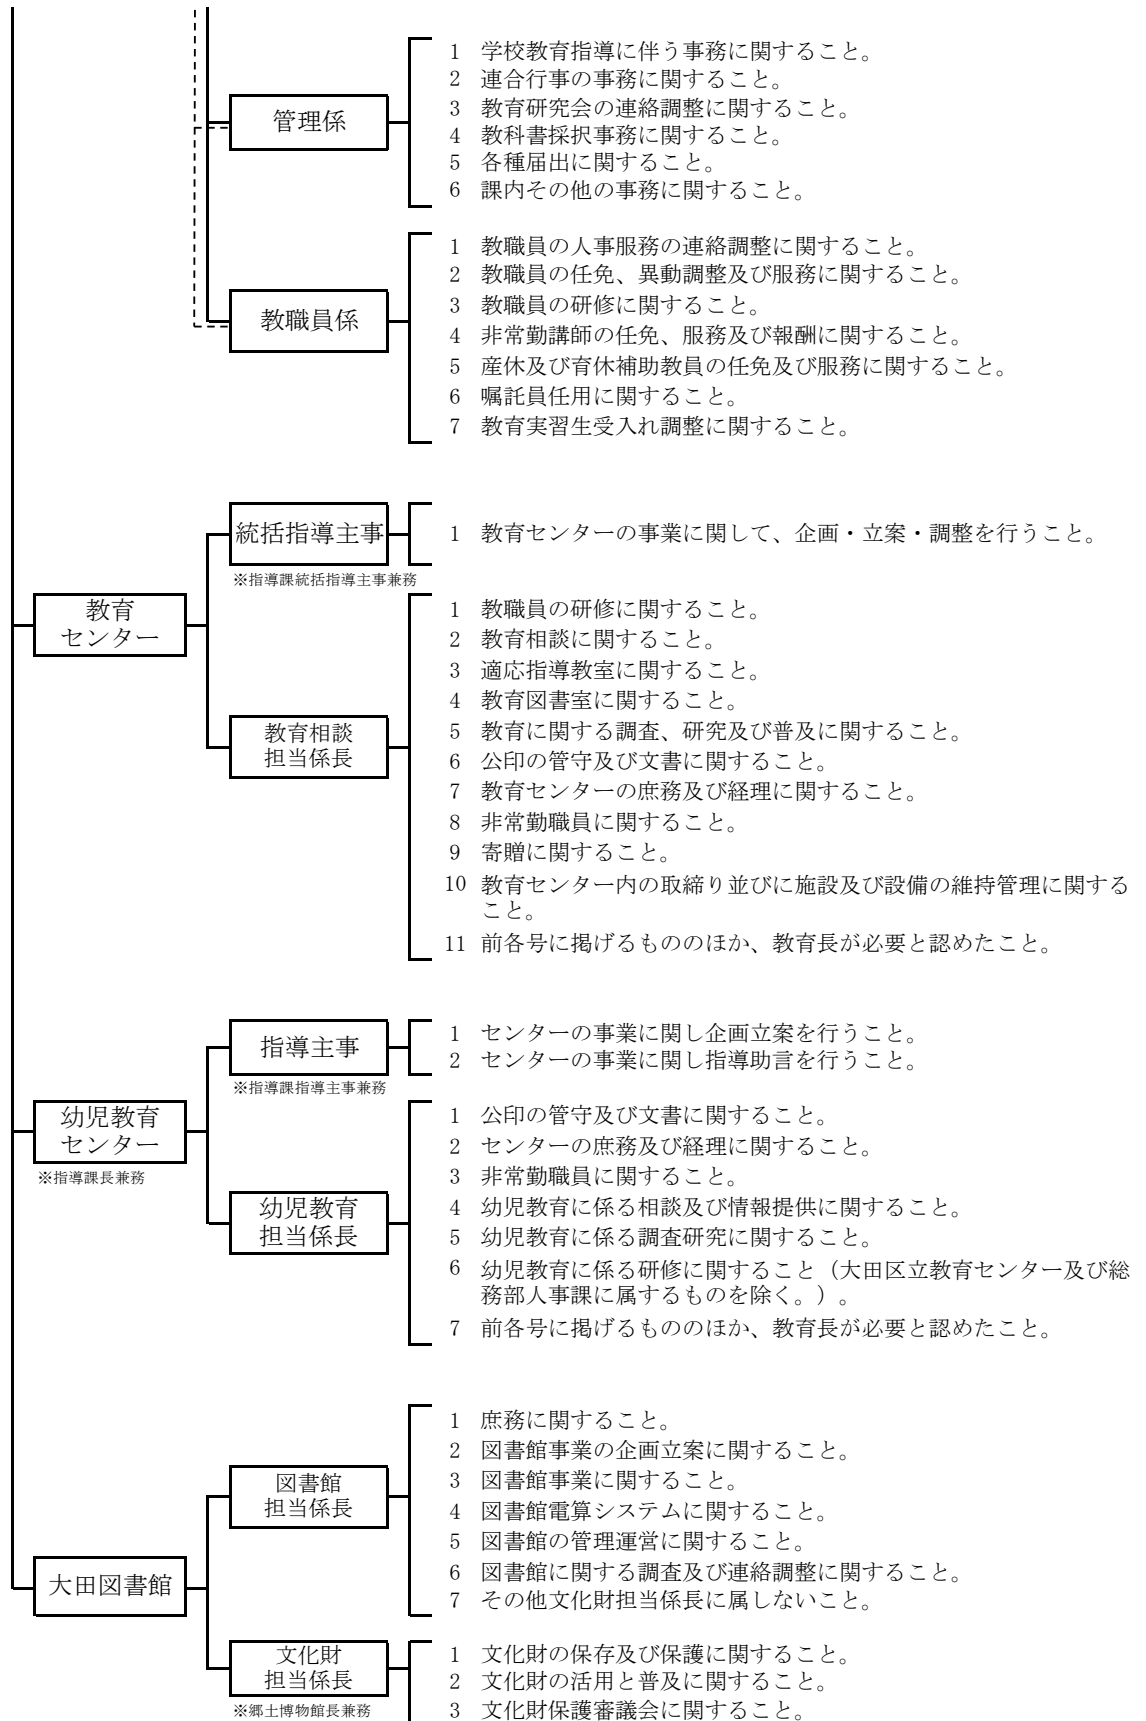 管理係
1 学校教育指導に伴う事務に関すること。
2 連合行事の事務に関すること。
3 教育研究会の連絡調整に関すること。
4 教科書採択事務に関すること。
5 各種届出に関すること。
6 課内その他の事務に関すること。
教職員係
1 教職員の人事服務の連絡調整に関すること。
2 教職員の任免、異動調整及び服務に関すること。
3 教職員の研修に関すること。
4 非常勤講師の任免、服務及び報酬に関すること。
5 産休及び育休補助教員の任免及び服務に関すること。
6 嘱託員任用に関すること。
7 教育実習生受入れ調整に関すること。
教育
センター
統括指導主事
※指導課統括指導主事兼務
1 教育センターの事業に関して、企画・立案・調整を行うこと。
教育相談
担当係長
1 教職員の研修に関すること。
2 教育相談に関すること。
3 適応指導教室に関すること。
4 教育図書室に関すること。
5 教育に関する調査、研究及び普及に関すること。
6 公印の管守及び文書に関すること。
7 教育センターの庶務及び経理に関すること。
8 非常勤職員に関すること。
9 寄贈に関すること。
10 教育センター内の取締り並びに施設及び設備の維持管理に関する
こと。
11 前各号に掲げるもののほか、教育長が必要と認めたこと。
幼児教育
センター
※指導課長兼務
指導主事
※指導課指導主事兼務
1 センターの事業に関し企画立案を行うこと。
2 センターの事業に関し指導助言を行うこと。
幼児教育
担当係長
1 公印の管守及び文書に関すること。
2 センターの庶務及び経理に関すること。
3 非常勤職員に関すること。
4 幼児教育に係る相談及び情報提供に関すること。
5 幼児教育に係る調査研究に関すること。
6 幼児教育に係る研修に関すること（大田区立教育センター及び総
務部人事課に属するものを除く。）。
7 前各号に掲げるもののほか、教育長が必要と認めたこと。
大田図書館
図書館
担当係長
1 庶務に関すること。
2 図書館事業の企画立案に関すること。
3 図書館事業に関すること。
4 図書館電算システムに関すること。
5 図書館の管理運営に関すること。
6 図書館に関する調査及び連絡調整に関すること。
7 その他文化財担当係長に属しないこと。
文化財
担当係長
※郷土博物館長兼務
1 文化財の保存及び保護に関すること。
2 文化財の活用と普及に関すること。
3 文化財保護審議会に関すること。